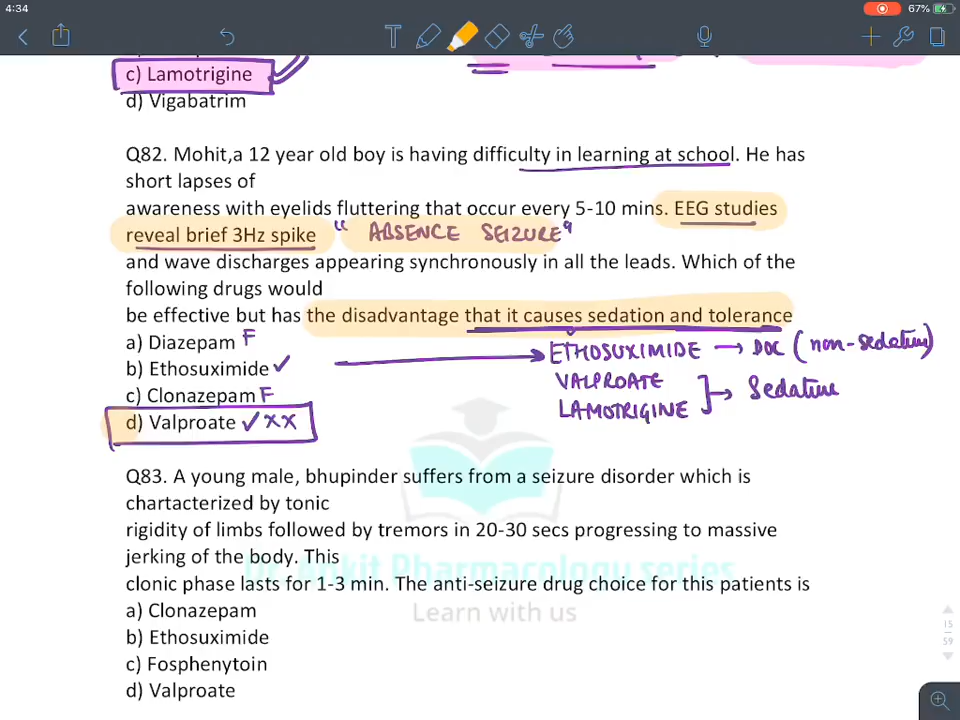 4:34
67%
c) Lamotrigine
d) Vigabatrim
Q82. Mohit,a 12 year old boy is having difficulty in learning at school. He has
short lapses of
awareness with eyelids fluttering that occur every 5-10 mins. EEG studies
reveal brief 3Hz spike " ABSENCE SEIZURE"
and wave discharges appearing synchronously in all the leads. Which of the
following drugs would
be effective but has the disadvantage that it causes sedation and tolerance
a) Diazepam F
b) Ethosuximide ✓ → ETHOSUXIMIDE → DOC (non-sedative)
c) Clonazepam F VALPROATE
d) Valproate ✓ XX LAMOTRIGINE ] → Sedative
Q83. A young male, bhupinder suffers from a seizure disorder which is
chartacterized by tonic
rigidity of limbs followed by tremors in 20-30 secs progressing to massive
jerking of the body. This
clonic phase lasts for 1-3 min. The anti-seizure drug choice for this patients is
a) Clonazepam
b) Ethosuximide
c) Fosphenytoin
d) Valproate
Dr. Ankit Pharmacology series
Learn with us
15
59